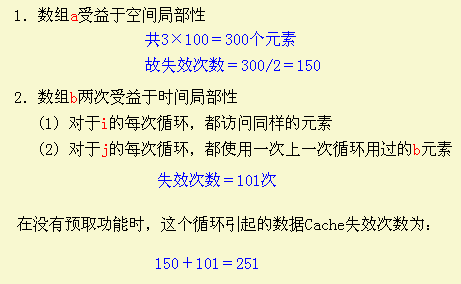 1. 数组a受益于空间局部性
共3×100＝300个元素
故失效次数＝300/2＝150
2. 数组b两次受益于时间局部性
(1) 对于i的每次循环，都访问同样的元素
(2) 对于j的每次循环，都使用一次上一次循环用过的b元素
失效次数＝101次
在没有预取功能时，这个循环引起的数据Cache失效次数为：
150＋101＝251